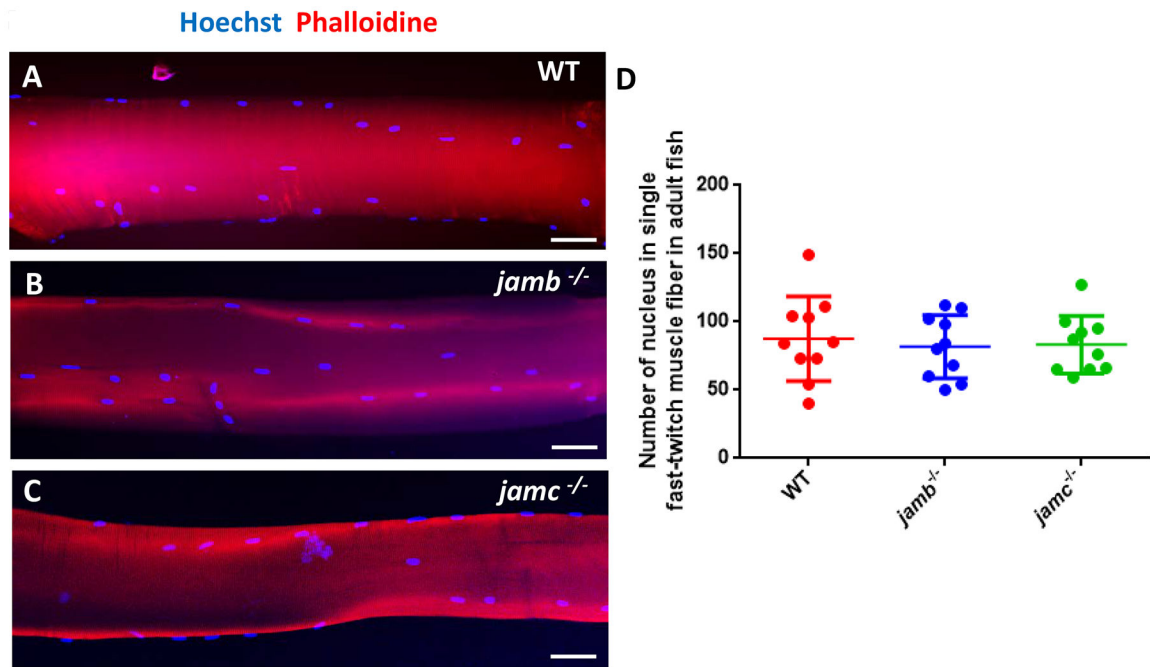 Hoechst Phalloidine
A
WT
B
jamb -/-
C
jamc -/-
D
Number of nucleus in single
fast-twitch muscle fiber in adult fish
200
150
100
50
0
WT
jamb-/-
jamc-/-